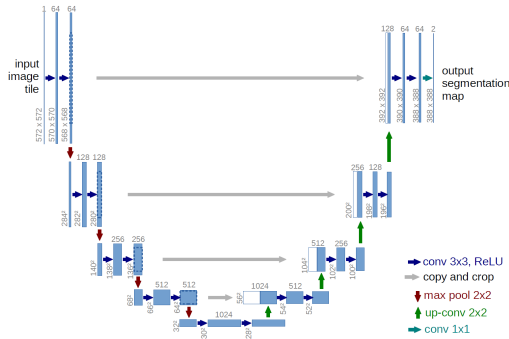 1 64 64
128 64 64 2
input
image
tile
output
segmentation
map
572 x 572
570 x 570
568 x 568
392 x 392
390 x 390
388 x 388
388 x 388
128 128
256 128
284²
282²
280²
200²
198²
196²
256 256
512 256
140²
138²
136²
104²
102²
100²
512 512
1024 512
68²
66²
64²
56²
54²
52²
1024
32²
30²
28²
conv 3x3, ReLU
copy and crop
max pool 2x2
up-conv 2x2
conv 1x1